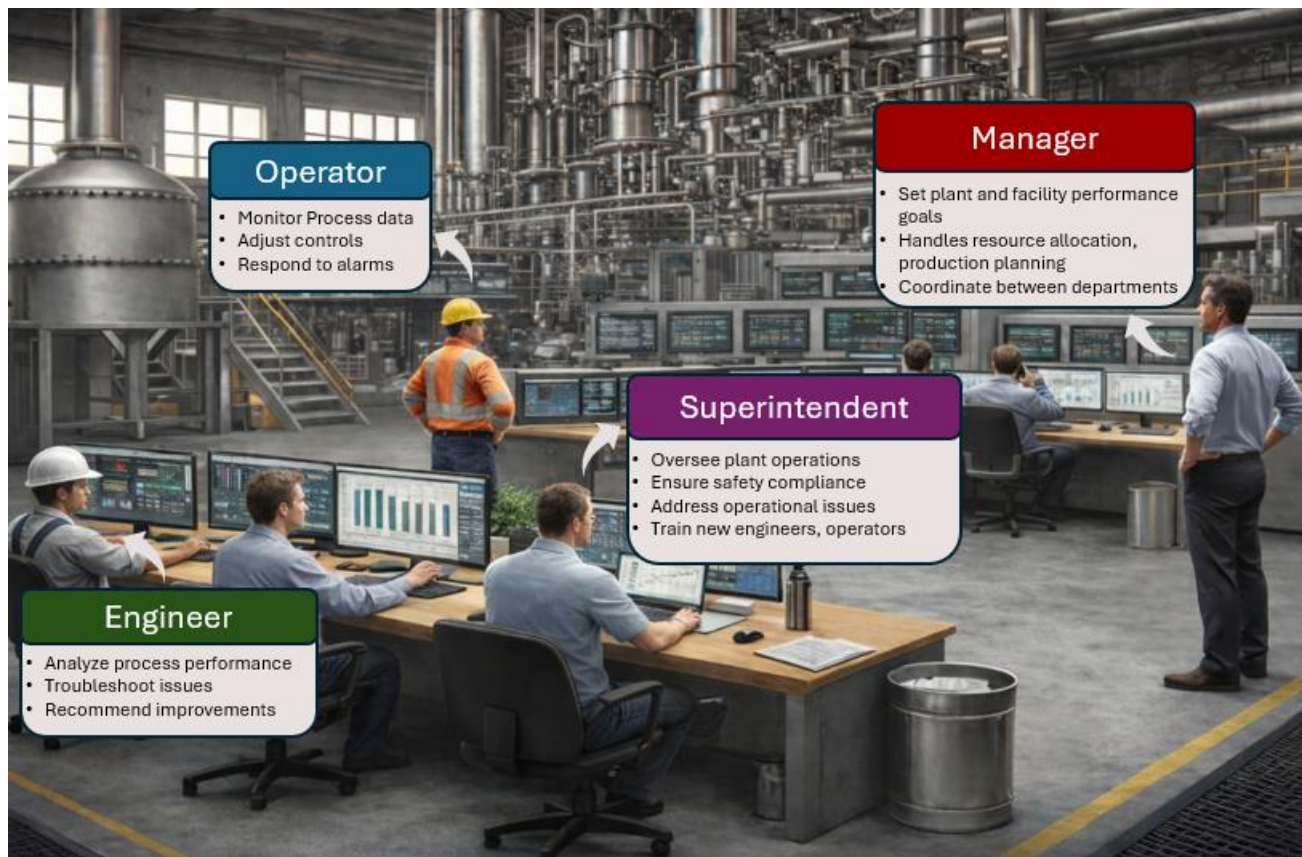 Operator
• Monitor Process data
• Adjust controls
• Respond to alarms
Manager
• Set plant and facility performance
goals
• Handles resource allocation,
production planning
• Coordinate between departments
Superintendent
• Oversee plant operations
• Ensure safety compliance
• Address operational issues
• Train new engineers, operators
Engineer
• Analyze process performance
• Troubleshoot issues
• Recommend improvements